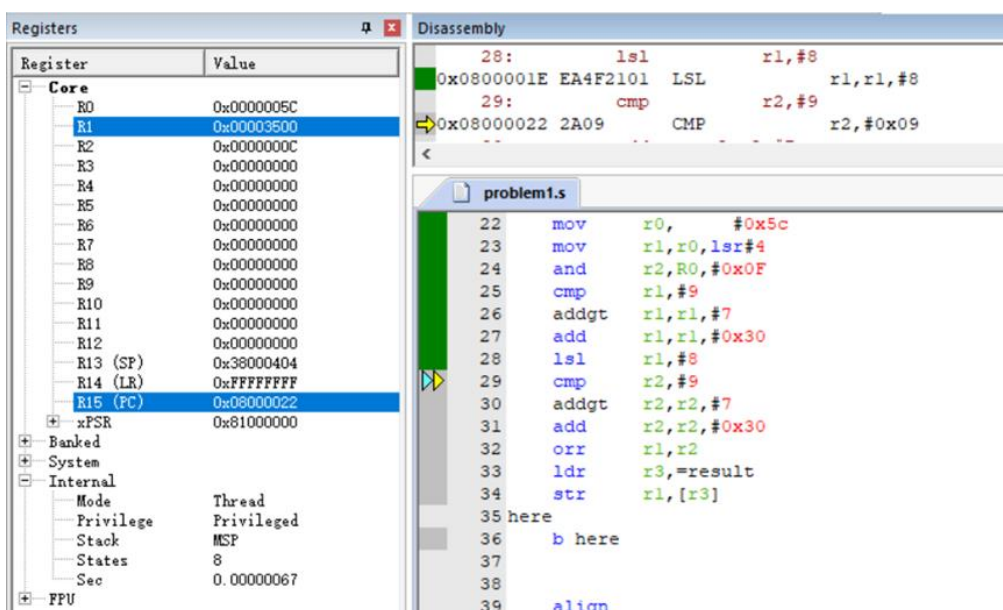 Registers
Register Value
Core
R0 0x0000005C
R1 0x00003500
R2 0x0000000C
R3 0x00000000
R4 0x00000000
R5 0x00000000
R6 0x00000000
R7 0x00000000
R8 0x00000000
R9 0x00000000
R10 0x00000000
R11 0x00000000
R12 0x00000000
R13 (SP) 0x38000404
R14 (LR) 0xFFFFFFFF
R15 (PC) 0x08000022
xPSR 0x81000000
Banked
System
Internal
Mode Thread
Privilege Privileged
Stack MSP
States 8
Sec 0.00000067
FPU
Disassembly
28: lsl r1,#8
0x0800001E EA4F2101 LSL r1,r1,#8
29: cmp r2,#9
0x08000022 2A09 CMP r2,#0x09
problem1.s
22 mov r0, #0x5c
23 mov r1,r0,lsr#4
24 and r2,R0,#0x0F
25 cmp r1,#9
26 addgt r1,r1,#7
27 add r1,r1,#0x30
28 lsl r1,#8
29 cmp r2,#9
30 addgt r2,r2,#7
31 add r2,r2,#0x30
32 orr r1,r2
33 ldr r3,=result
34 str r1,[r3]
35 here
36 b here
37
38
39 align